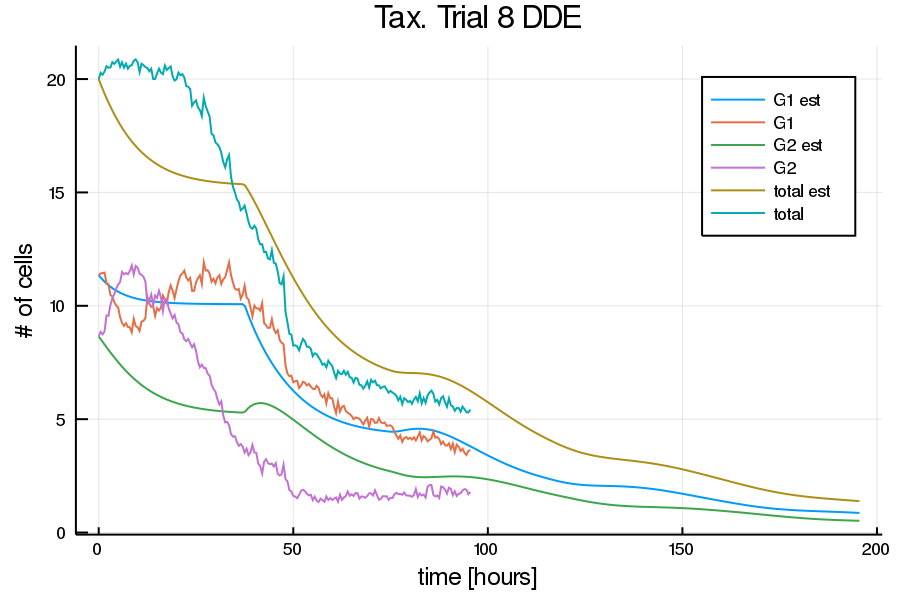 Tax. Trial 8 DDE
20
15
10
5
0
# of cells
G1 est
G1
G2 est
G2
total est
total
0 50 100 150 200
time [hours]